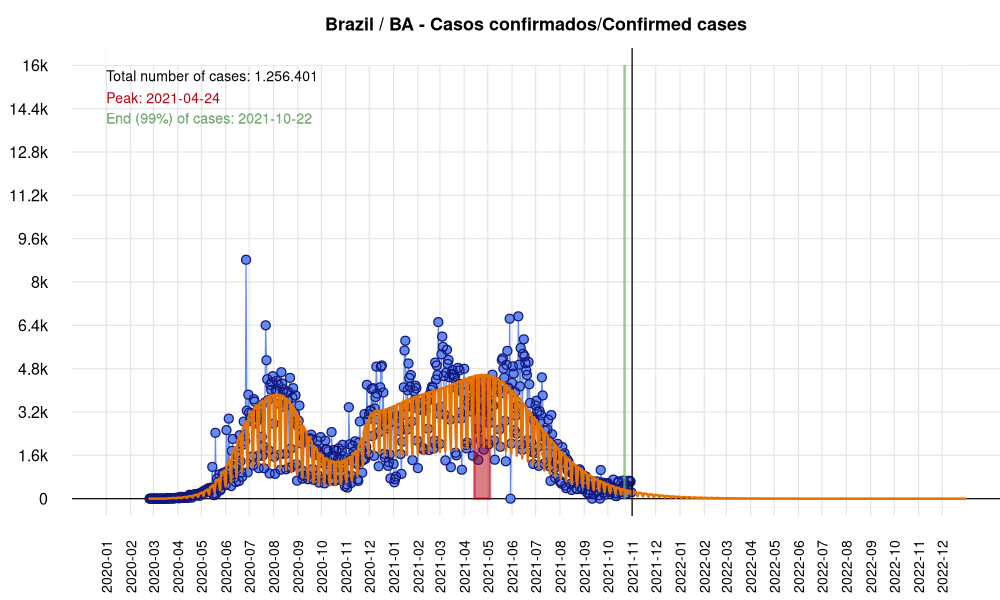 Brazil / BA - Casos confirmados/Confirmed cases
Total number of cases: 1.256.401
Peak: 2021-04-24
End (99%) of cases: 2021-10-22
16k
14.4k
12.8k
11.2k
9.6k
8k
6.4k
4.8k
3.2k
1.6k
0
2020-01
2020-02
2020-03
2020-04
2020-05
2020-06
2020-07
2020-08
2020-09
2020-10
2020-11
2020-12
2021-01
2021-02
2021-03
2021-04
2021-05
2021-06
2021-07
2021-08
2021-09
2021-10
2021-11
2021-12
2022-01
2022-02
2022-03
2022-04
2022-05
2022-06
2022-07
2022-08
2022-09
2022-10
2022-11
2022-12